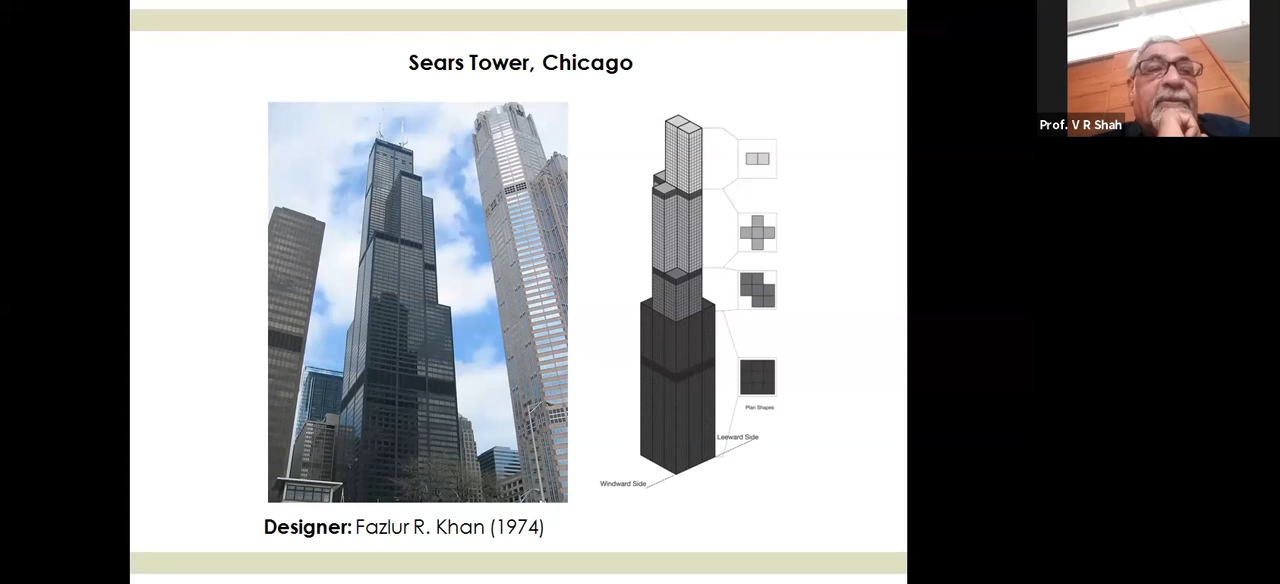 Sears Tower, Chicago
Prof. V R Shah
Plan Shapes
Leeward Side
Windward Side
Designer: Fazlur R. Khan (1974)